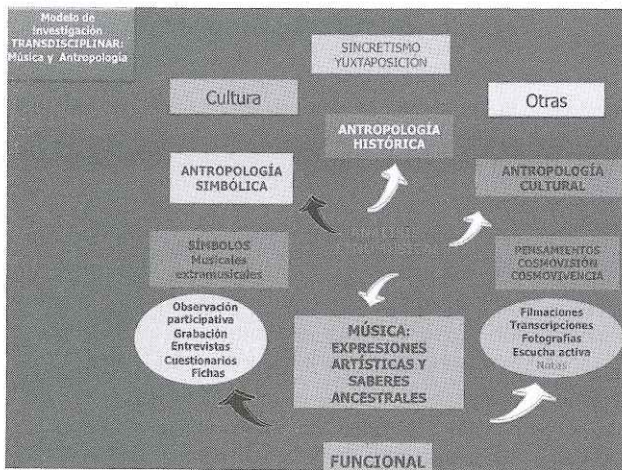 Modelo de
Investigación
TRANSDISCIPLINAR:
Música y Antropología
SINCRETISMO
YUXTAPOSICIÓN
Cultura
Otras
ANTROPOLOGÍA
HISTÓRICA
ANTROPOLOGÍA
SIMBÓLICA
ANTROPOLOGÍA
CULTURAL
SÍMBOLOS
Musicales
extramusicales
PENSAMIENTOS
COSMOVISIÓN
COSMOVIVENCIA
Observación
participativa
Grabación
Entrevistas
Cuestionarios
Fichas
MÚSICA:
EXPRESIONES
ARTÍSTICAS Y
SABERES
ANCESTRALES
Filmaciones
Transcripciones
Fotografías
Escucha activa
Notas
FUNCIONAL